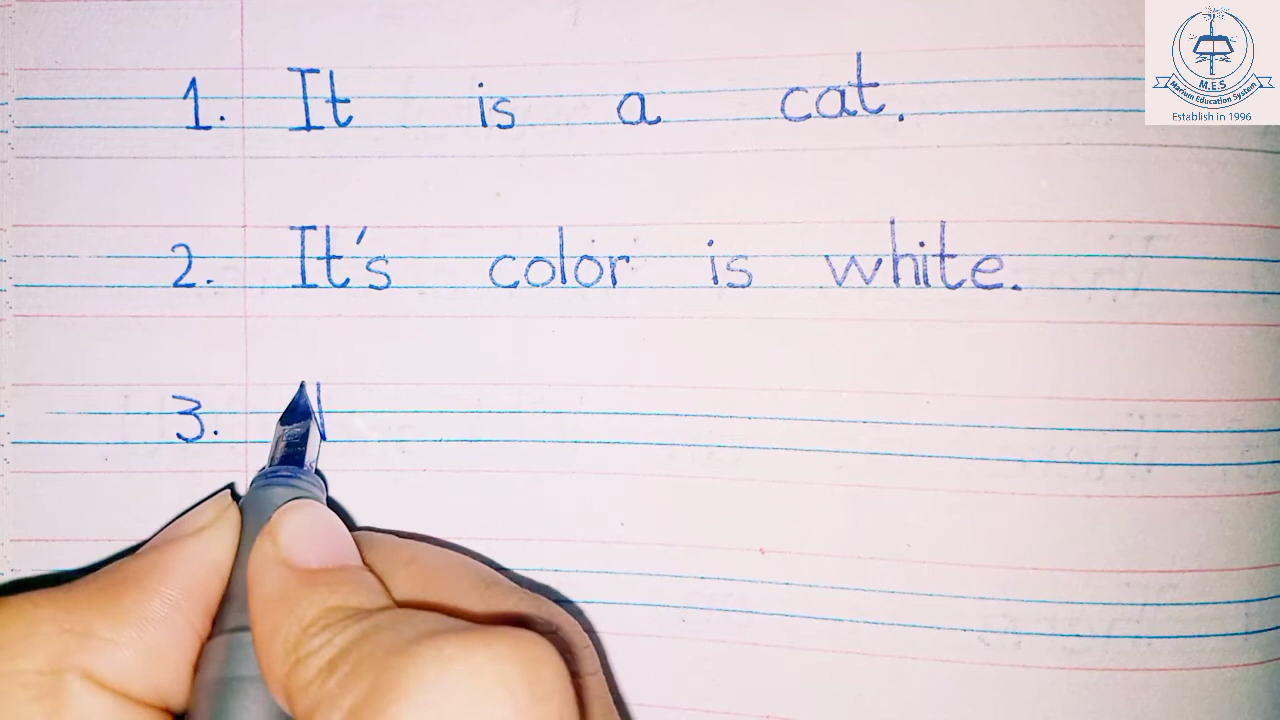 1. It is a cat.
2. It's color is white.
3.
M.E.S
Marium Education System
Establish in 1996